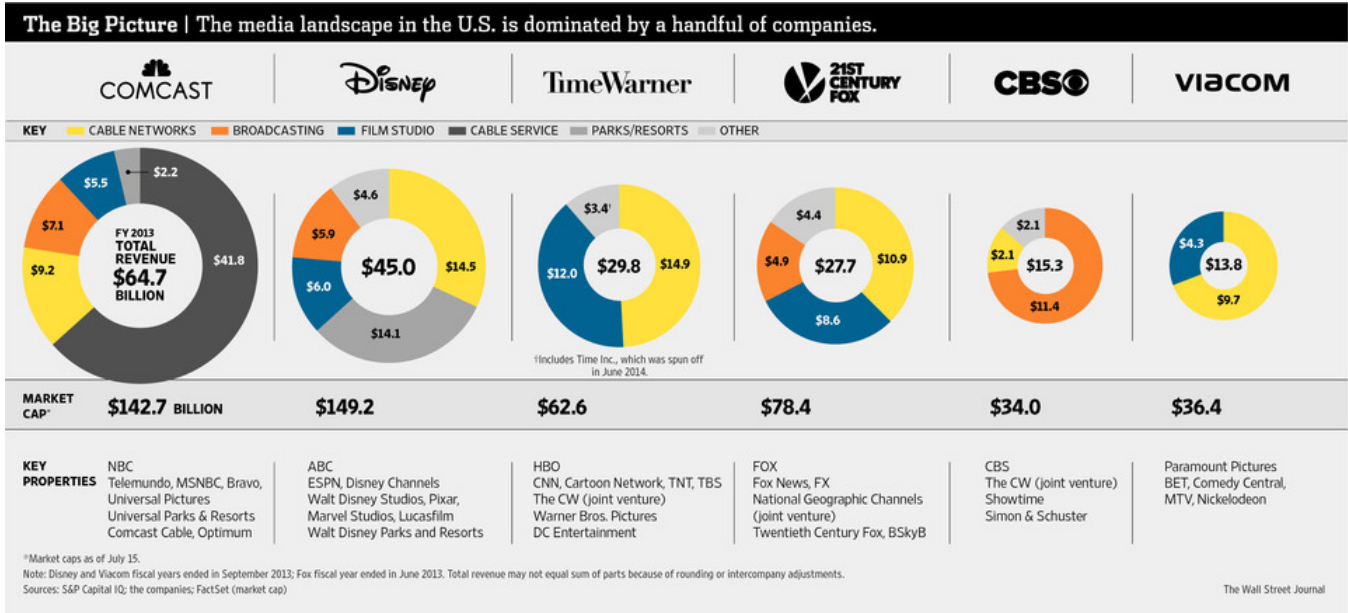 The Big Picture | The media landscape in the U.S. is dominated by a handful of companies.
COMCAST
DISNEY
TimeWarner
21ST
CENTURY
FOX
CBS
VIACOM
KEY CABLE NETWORKS BROADCASTING FILM STUDIO CABLE SERVICE PARKS/RESORTS OTHER
$2.2
$5.5
$7.1
$9.2
$41.8
FY 2013
TOTAL
REVENUE
$64.7
BILLION
$4.6
$5.9
$6.0
$14.1
$14.5
$45.0
$3.4†
$12.0
$29.8
$14.9
†Includes Time Inc., which was spun off
in June 2014.
$4.4
$4.9
$27.7
$10.9
$8.6
$2.1
$2.1
$15.3
$11.4
$4.3
$13.8
$9.7
MARKET
CAP*
$142.7 BILLION
$149.2
$62.6
$78.4
$34.0
$36.4
KEY
PROPERTIES
NBC
Telemundo, MSNBC, Bravo,
Universal Pictures
Universal Parks & Resorts
Comcast Cable, Optimum
ABC
ESPN, Disney Channels
Walt Disney Studios, Pixar,
Marvel Studios, Lucasfilm
Walt Disney Parks and Resorts
HBO
CNN, Cartoon Network, TNT, TBS
The CW (joint venture)
Warner Bros. Pictures
DC Entertainment
FOX
Fox News, FX
National Geographic Channels
(joint venture)
Twentieth Century Fox, BSkyB
CBS
The CW (joint venture)
Showtime
Simon & Schuster
Paramount Pictures
BET, Comedy Central,
MTV, Nickelodeon
*Market caps as of July 15.
Note: Disney and Viacom fiscal years ended in September 2013; Fox fiscal year ended in June 2013. Total revenue may not equal sum of parts because of rounding or intercompany adjustments.
Sources: S&P Capital IQ; the companies; FactSet (market cap)
The Wall Street Journal